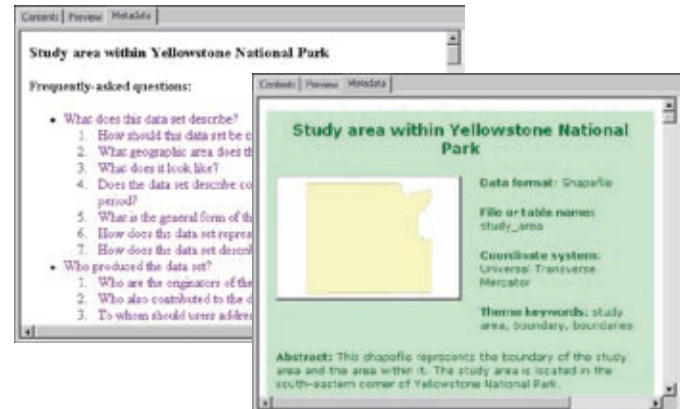 Contents Preview Metadata
Study area within Yellowstone National Park
Frequently-asked questions:
• What does this data set describe?
1. How should this data set be c
2. What geographic area does th
3. What does it look like?
4. Does the data set describe co
period?
5. What is the general form of th
6. How does the data set repres
7. How does the data set descri
• Who produced the data set?
1. Who are the originators of the
2. Who also contributed to the d
3. To whom should users addres
Contents Preview Metadata
Study area within Yellowstone National
Park
Data format: Shapefile
File or table name:
study_area
Coordinate system:
Universal Transverse
Mercator
Theme keywords: study
area, boundary, boundaries
Abstract: This shapefile represents the boundary of the study
area and the area within it. The study area is located in the
south-eastern corner of Yellowstone National Park.